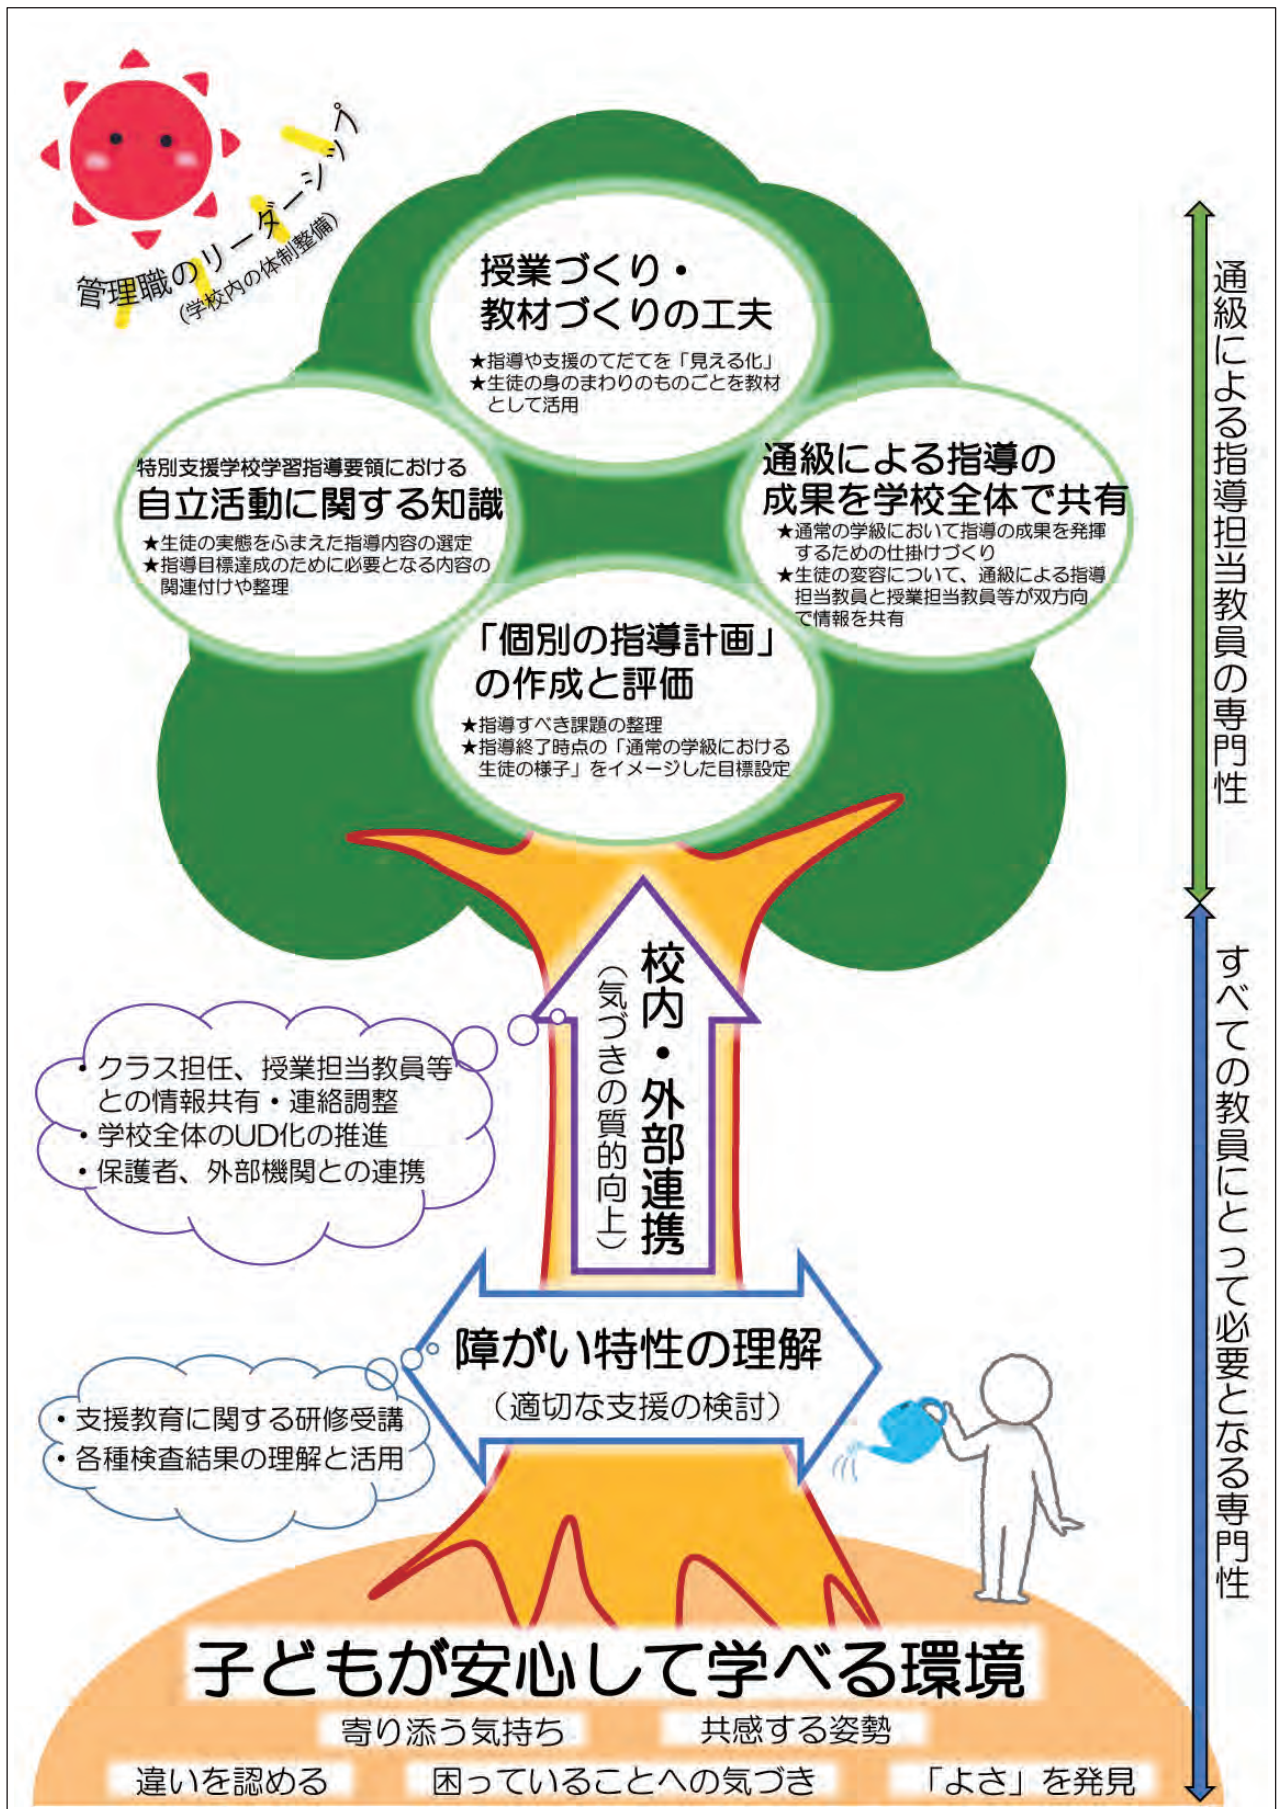 管理職のリーダーシップ
(学校内の体制整備)
授業づくり・
教材づくりの工夫
★指導や支援のてだてを「見える化」
★生徒の身のまわりのものごとを教材
として活用
特別支援学校学習指導要領における
自立活動に関する知識
★生徒の実態をふまえた指導内容の選定
★指導目標達成のために必要となる内容の
関連付けや整理
通級による指導の
成果を学校全体で共有
★通常の学級において指導の成果を発揮
するための仕掛けづくり
★生徒の変容について、通級による指導
担当教員と授業担当教員等が双方向
で情報を共有
「個別の指導計画」
の作成と評価
★指導すべき課題の整理
★指導終了時点の「通常の学級における
生徒の様子」をイメージした目標設定
通級による指導担当教員の専門性
校内・外部連携
（気づきの質的向上）
・クラス担任、授業担当教員等
との情報共有・連絡調整
・学校全体のUD化の推進
・保護者、外部機関との連携
障がい特性の理解
（適切な支援の検討）
・支援教育に関する研修受講
・各種検査結果の理解と活用
すべての教員にとって必要となる専門性
子どもが安心して学べる環境
寄り添う気持ち
共感する姿勢
違いを認める
困っていることへの気づき
「よさ」を発見